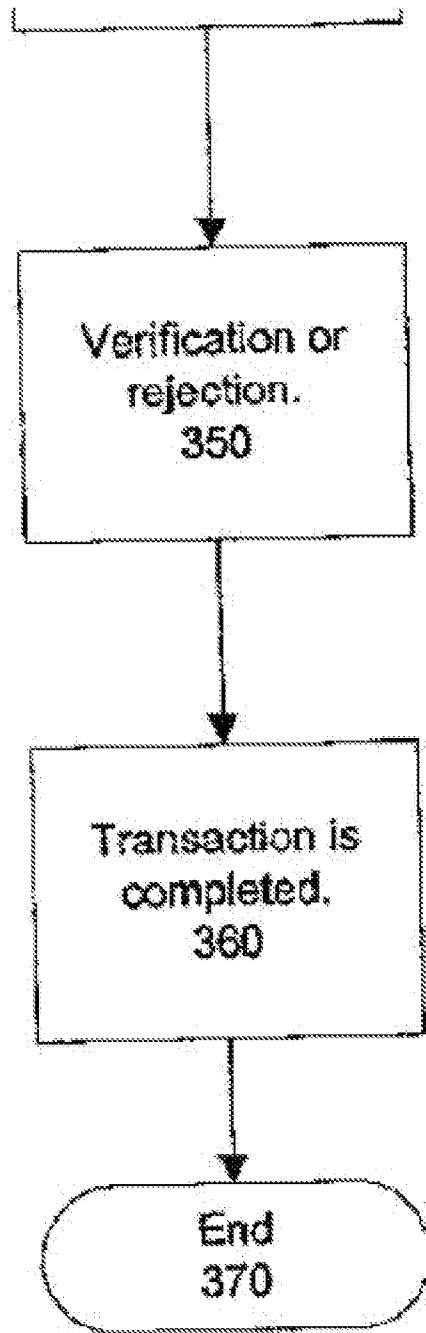 Verification or
rejection.
350
Transaction is
completed.
360
End
370